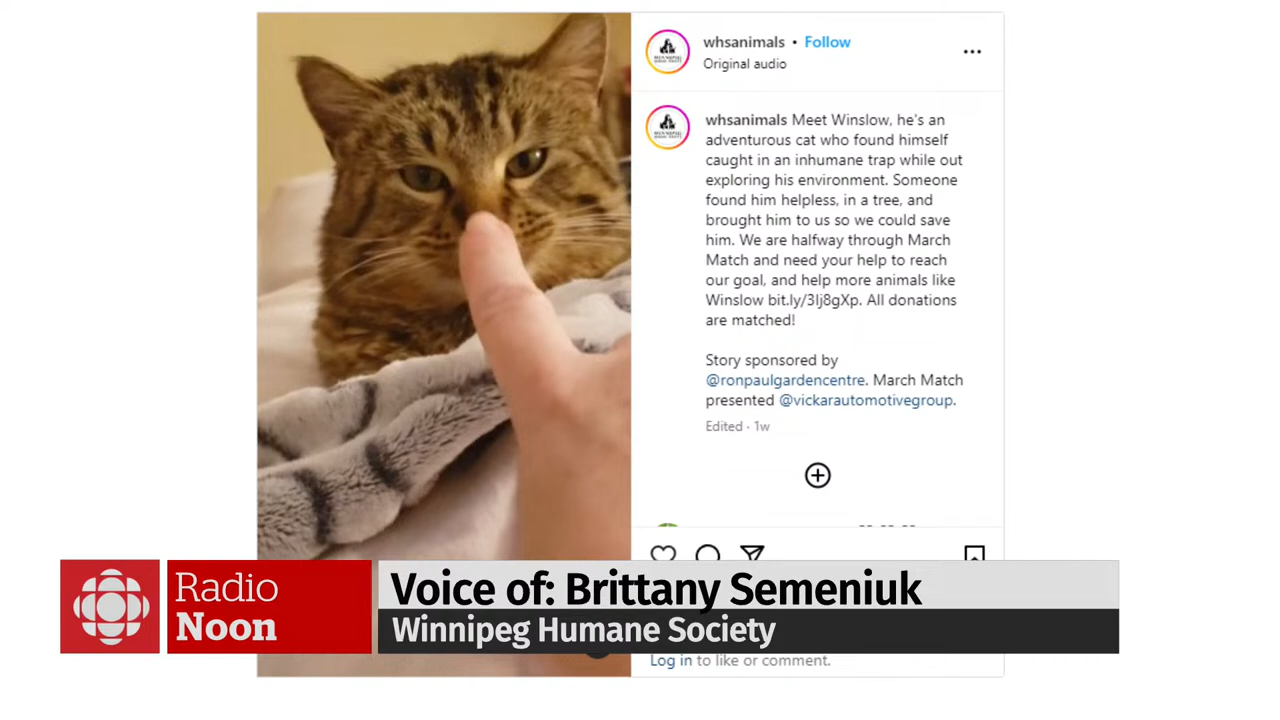 whsanimals • Follow
Original audio
whsanimals Meet Winslow, he's an
adventurous cat who found himself
caught in an inhumane trap while out
exploring his environment. Someone
found him helpless, in a tree, and
brought him to us so we could save
him. We are halfway through March
Match and need your help to reach
our goal, and help more animals like
Winslow bit.ly/3lj8gXp. All donations
are matched!
Story sponsored by
@ronpaulgardencentre. March Match
presented @vickarautomotivegroup.
Edited · 1w
Radio
Noon
Voice of: Brittany Semeniuk
Winnipeg Humane Society
Log in to like or comment.